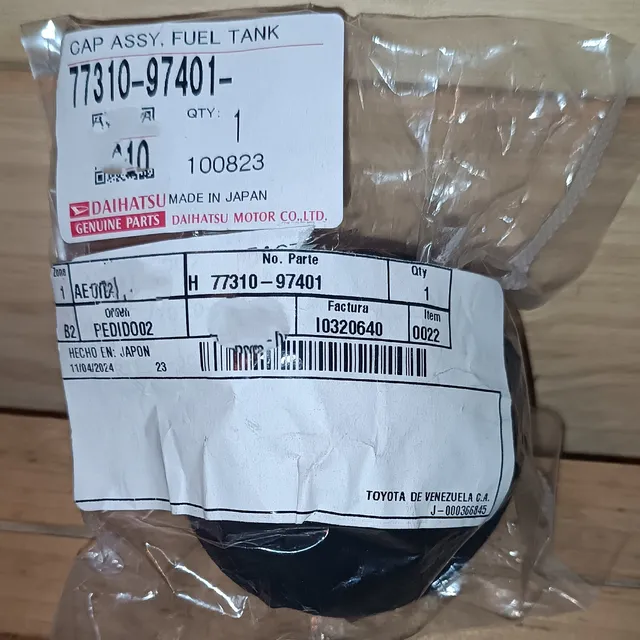 CAP ASSY, FUEL TANK
77310-97401-
QTY: 1
100823
DAIHATSU MADE IN JAPAN
GENUINE PARTS DAIHATSU MOTOR CO.,LTD.
Zone No. Parte Qty
1 H 77310-97401 1
Orden Factura Item
B2 PEDIDO02 I0320640 0022
HECHO EN: JAPON
11/04/2024 23
TOYOTA DE VENEZUELA C.A.
J-000366845